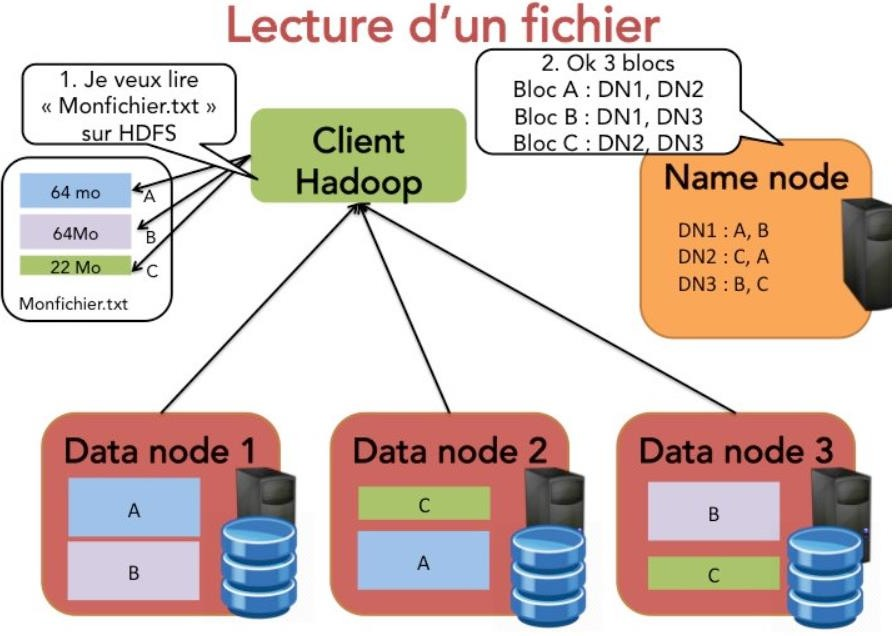 Lecture d’un fichier
1. Je veux lire
« Monfichier.txt »
sur HDFS
2. Ok 3 blocs
Bloc A : DN1, DN2
Bloc B : DN1, DN3
Bloc C : DN2, DN3
Client
Hadoop
Name node
DN1 : A, B
DN2 : C, A
DN3 : B, C
64 mo
A
64Mo
B
22 Mo
C
Monfichier.txt
Data node 1
A
B
Data node 2
C
A
Data node 3
B
C